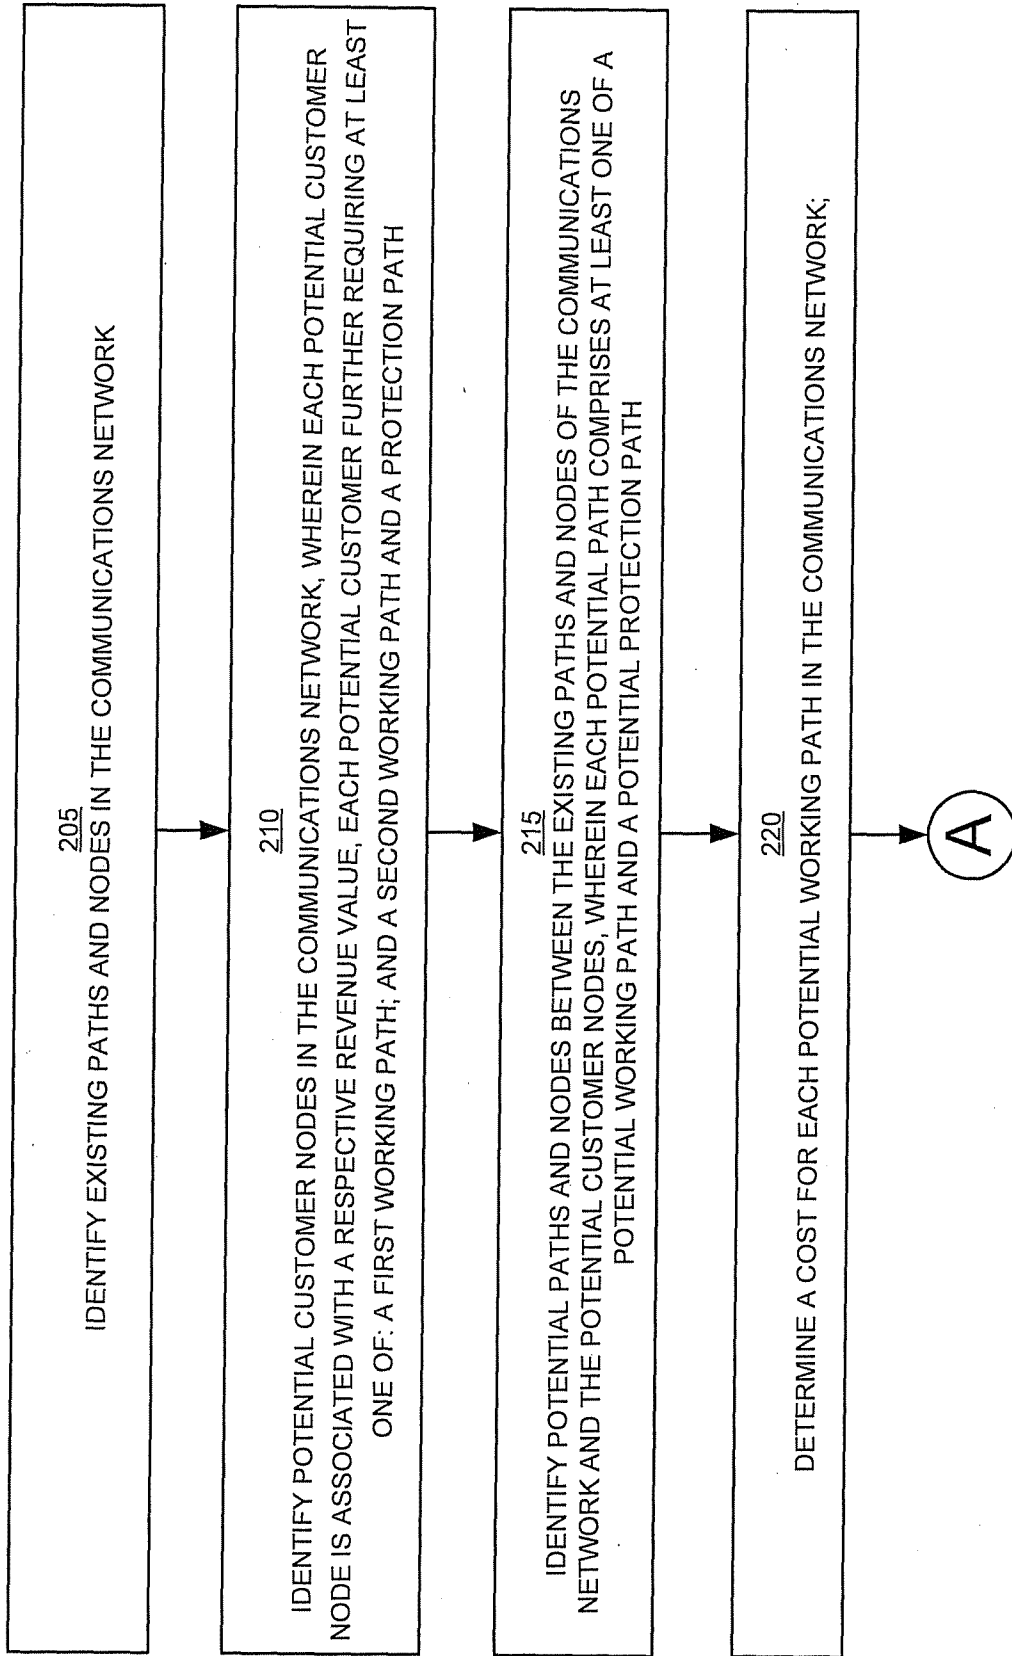 205
IDENTIFY EXISTING PATHS AND NODES IN THE COMMUNICATIONS NETWORK
210
IDENTIFY POTENTIAL CUSTOMER NODES IN THE COMMUNICATIONS NETWORK, WHEREIN EACH POTENTIAL CUSTOMER
NODE IS ASSOCIATED WITH A RESPECTIVE REVENUE VALUE, EACH POTENTIAL CUSTOMER FURTHER REQUIRING AT LEAST
ONE OF: A FIRST WORKING PATH; AND A SECOND WORKING PATH AND A PROTECTION PATH
215
IDENTIFY POTENTIAL PATHS AND NODES BETWEEN THE EXISTING PATHS AND NODES OF THE COMMUNICATIONS
NETWORK AND THE POTENTIAL CUSTOMER NODES, WHEREIN EACH POTENTIAL PATH COMPRISES AT LEAST ONE OF A
POTENTIAL WORKING PATH AND A POTENTIAL PROTECTION PATH
220
DETERMINE A COST FOR EACH POTENTIAL WORKING PATH IN THE COMMUNICATIONS NETWORK;
A